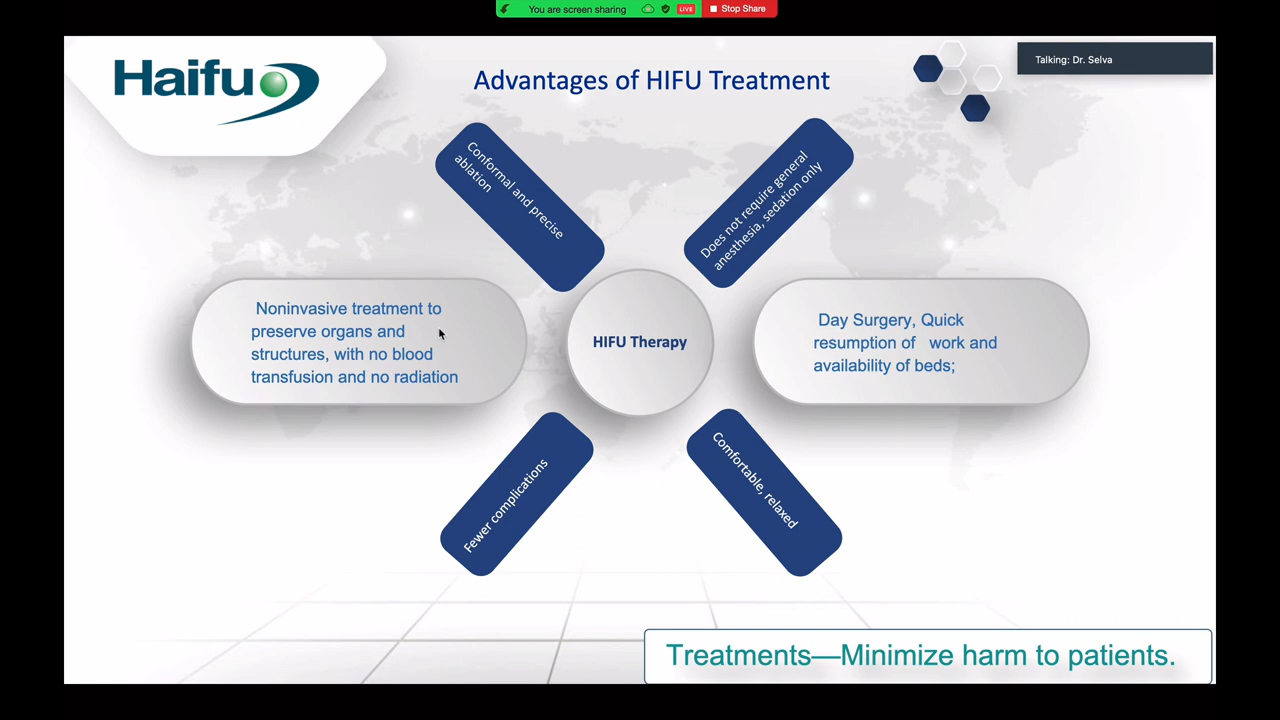 You are screen sharing
LIVE
Stop Share
Haifu
Advantages of HIFU Treatment
Talking: Dr. Selva
Conformal and precise
ablation
Does not require general
anesthesia, sedation only
Noninvasive treatment to
preserve organs and
structures, with no blood
transfusion and no radiation
HIFU Therapy
Day Surgery, Quick
resumption of work and
availability of beds;
Fewer complications
Comfortable, relaxed
Treatments—Minimize harm to patients.